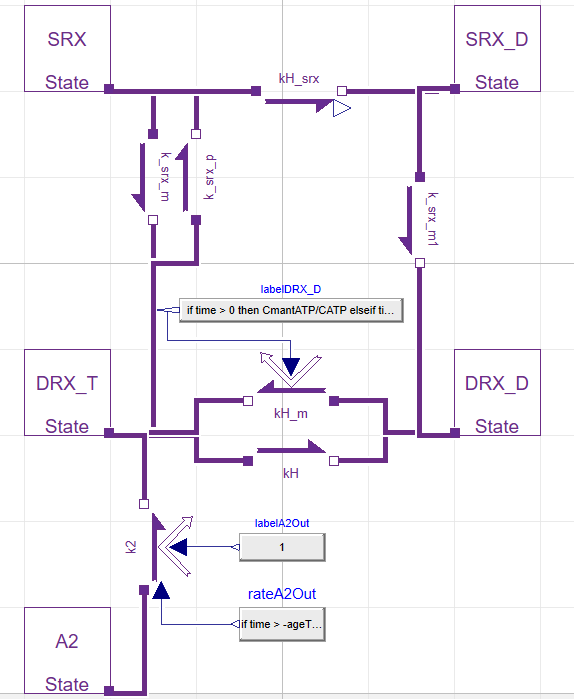 SRX
State
kH_srx
SRX_D
State
k_srx_m
k_srx_p
k_srx_m1
labelDRX_D
if time > 0 then CmantATP/CATP elseif ti...
DRX_T
State
kH_m
kH
DRX_D
State
k2
labelA2Out
1
rateA2Out
if time > -ageT...
A2
State